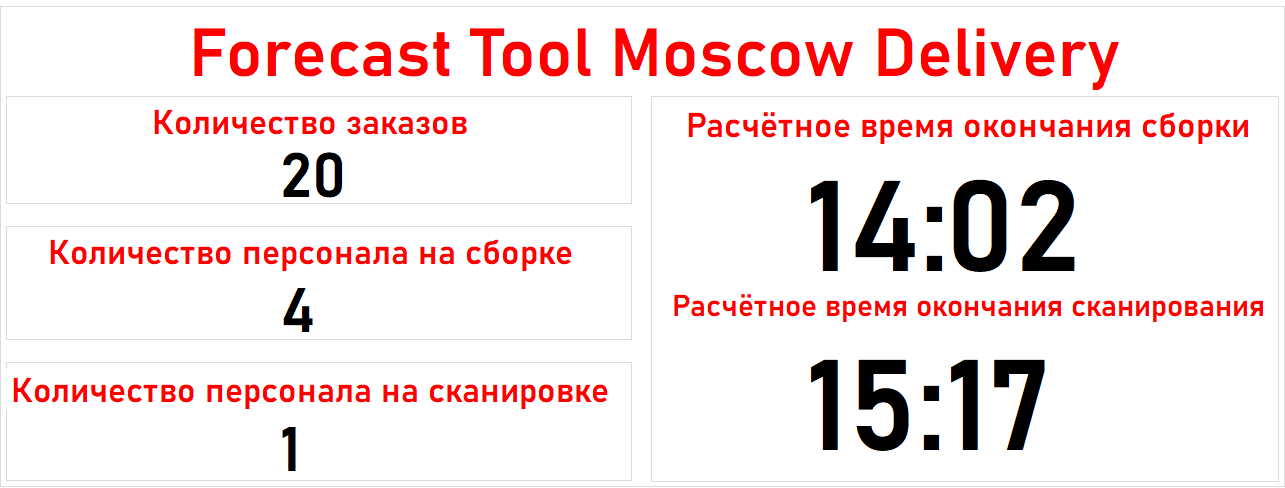 Forecast Tool Moscow Delivery
Количество заказов
20
Количество персонала на сборке
4
Количество персонала на сканировке
1
Расчётное время окончания сборки
14:02
Расчётное время окончания сканирования
15:17